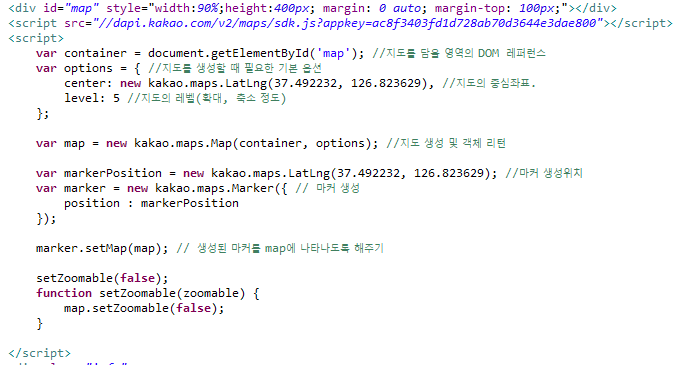 <div id="map" style="width:90%;height:400px; margin: 0 auto; margin-top: 100px;"></div>
<script src="//dapi.kakao.com/v2/maps/sdk.js?appkey=ac8f3403fd1d728ab70d3644e3dae800"></script>
<script>
var container = document.getElementById('map'); //지도를 담을 영역의 DOM 레퍼런스
var options = { //지도를 생성할 때 필요한 기본 옵션
center: new kakao.maps.LatLng(37.492232, 126.823629), //지도의 중심좌표.
level: 5 //지도의 레벨(확대, 축소 정도)
};
var map = new kakao.maps.Map(container, options); //지도 생성 및 객체 리턴
var markerPosition = new kakao.maps.LatLng(37.492232, 126.823629); //마커 생성위치
var marker = new kakao.maps.Marker({ // 마커 생성
position : markerPosition
});
marker.setMap(map); // 생성된 마커를 map에 나타나도록 해주기
setZoomable(false);
function setZoomable(zoomable) {
map.setZoomable(false);
}
</script>